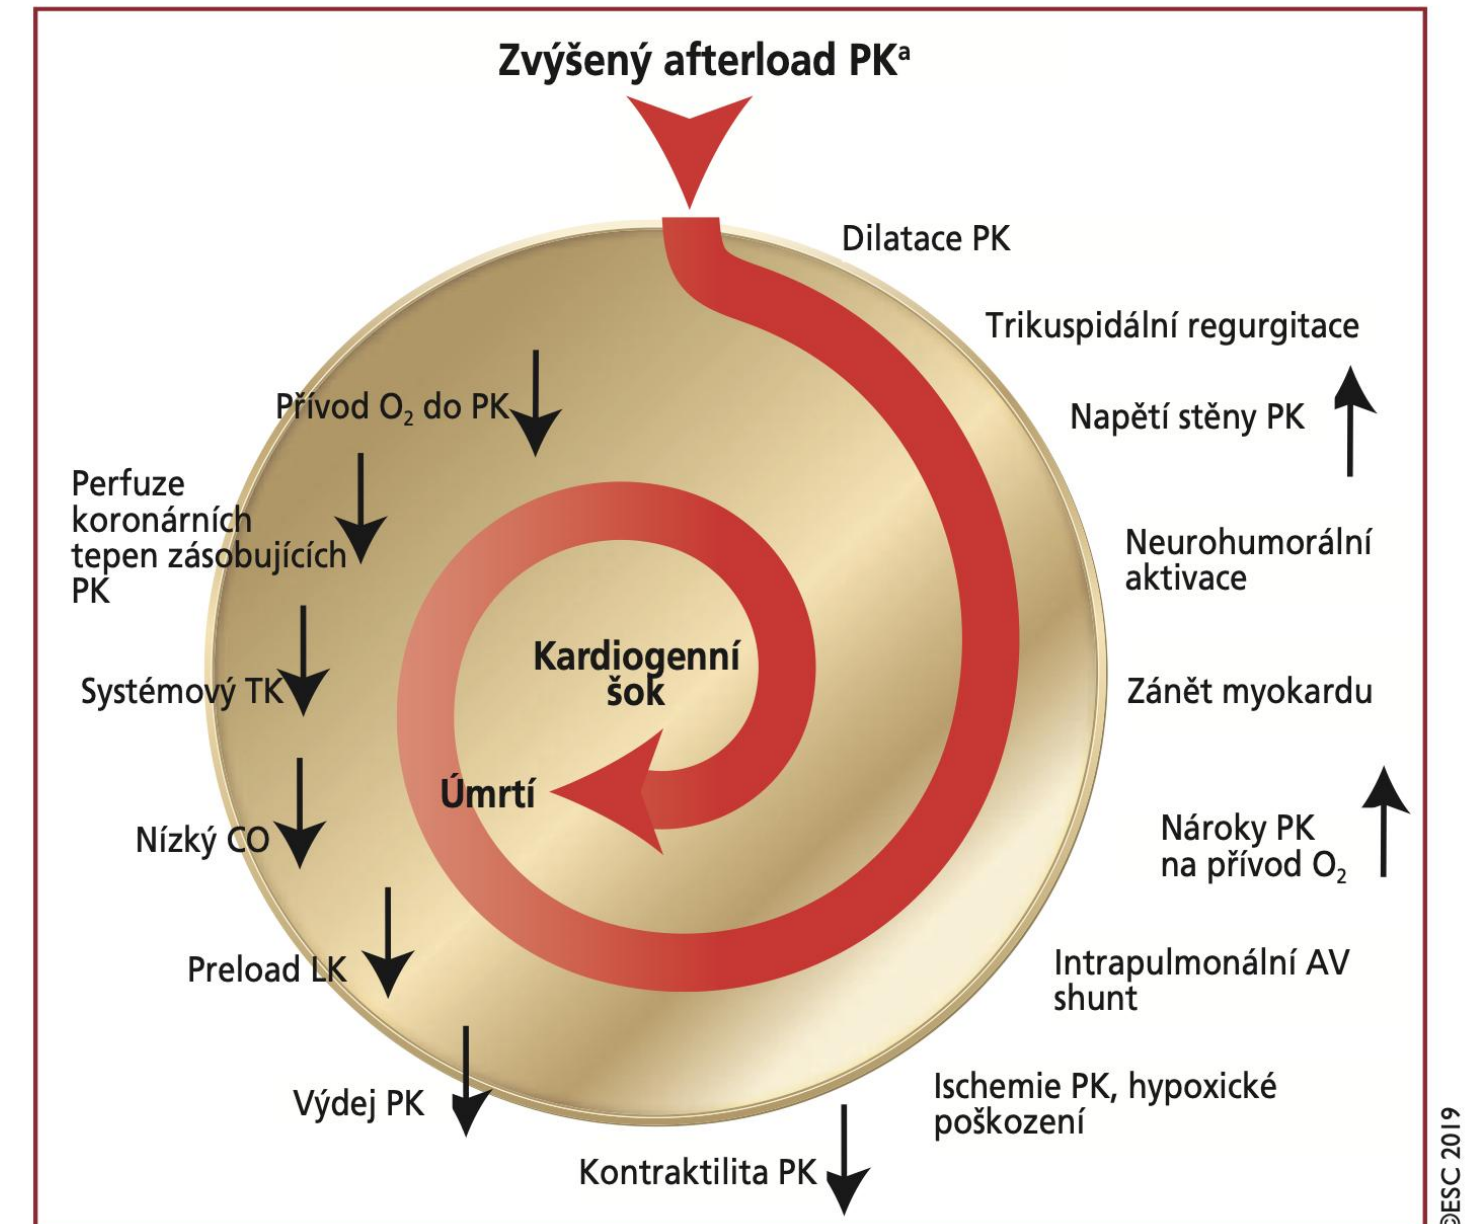 Zvýšený afterload PKᵃ
Dilatace PK
Trikuspidální regurgitace
Napětí stěny PK
Neurohumorální
aktivace
Zánět myokardu
Nároky PK
na přívod O₂
Intrapulmonální AV
shunt
Ischemie PK, hypoxické
poškození
Kontraktilita PK
Výdej PK
Preload LK
Nízký CO
Systémový TK
Perfuze
koronárních
tepen zásobujících
PK
Přívod O₂ do PK
Kardiogenní
šok
Úmrtí
©ESC 2019